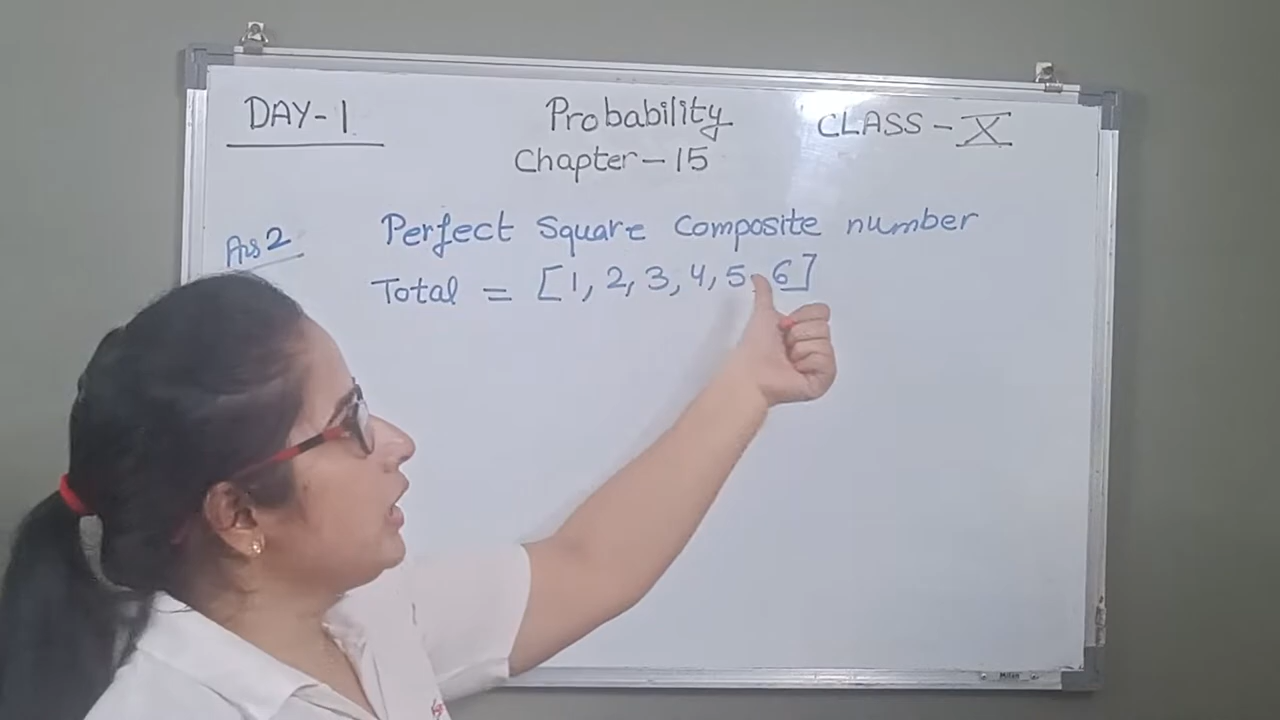 DAY-1
Probability
CLASS-X
Chapter-15
Ans 2
Perfect Square Composite number
Total = [1, 2, 3, 4, 5, 6]
Milan